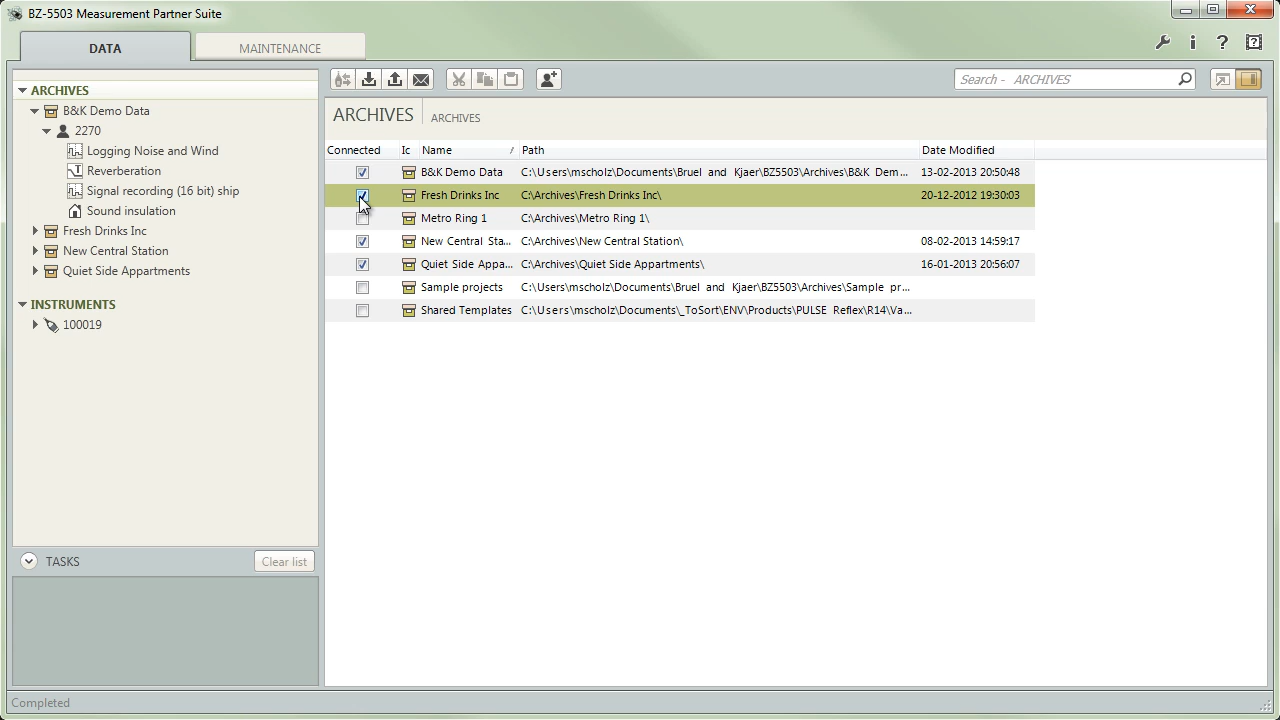 BZ-5503 Measurement Partner Suite
DATA
MAINTENANCE
ARCHIVES
B&K Demo Data
2270
Logging Noise and Wind
Reverberation
Signal recording (16 bit) ship
Sound insulation
Fresh Drinks Inc
New Central Station
Quiet Side Appartments
INSTRUMENTS
100019
TASKS
Clear list
Search - ARCHIVES
ARCHIVES ARCHIVES
Connected Ic Name / Path Date Modified
B&K Demo Data C:\Users\mscholz\Documents\Bruel and Kjaer\BZ5503\Archives\B&K Dem... 13-02-2013 20:50:48
Fresh Drinks Inc C:\Archives\Fresh Drinks Inc\ 20-12-2012 19:30:03
Metro Ring 1 C:\Archives\Metro Ring 1\
New Central Sta... C:\Archives\New Central Station\ 08-02-2013 14:59:17
Quiet Side Appa... C:\Archives\Quiet Side Appartments\ 16-01-2013 20:56:07
Sample projects C:\Users\mscholz\Documents\Bruel and Kjaer\BZ5503\Archives\Sample pr...
Shared Templates C:\Users\mscholz\Documents\_ToSort\ENV\Products\PULSE Reflex\R14\Va...
Completed